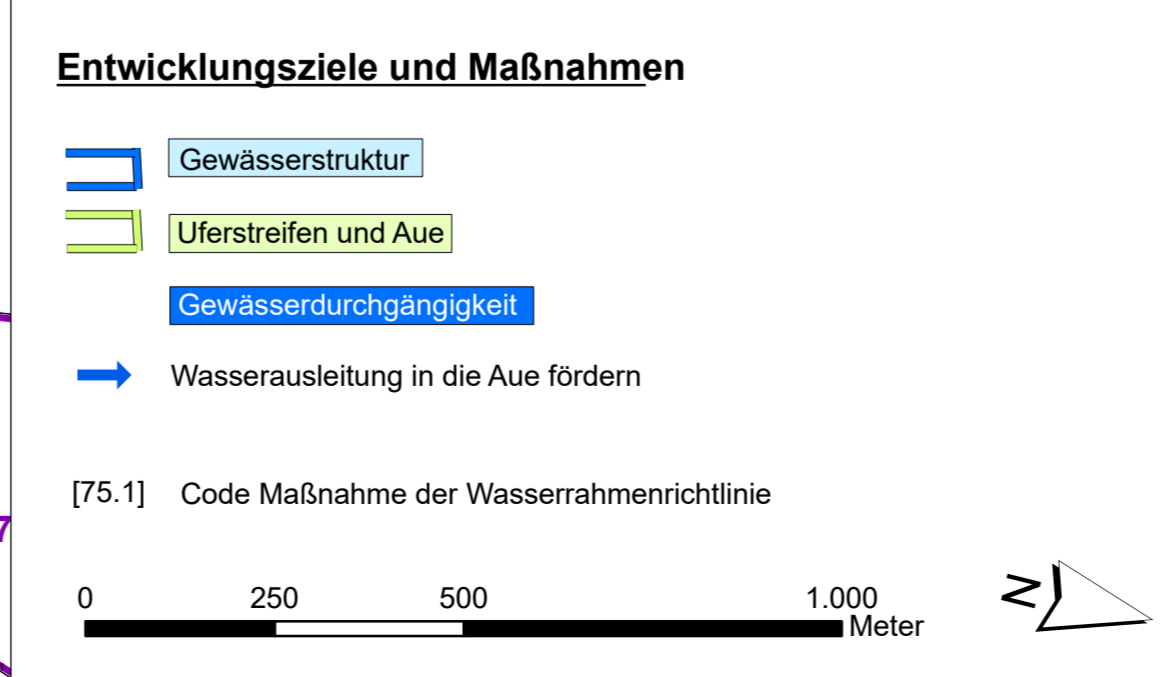 Entwicklungsziele und Maßnahmen
Gewässerstruktur
Uferstreifen und Aue
Gewässerdurchgängigkeit
Wasserausleitung in die Aue fördern
[75.1] Code Maßnahme der Wasserrahmenrichtlinie
7
0 250 500 1.000
Meter
N